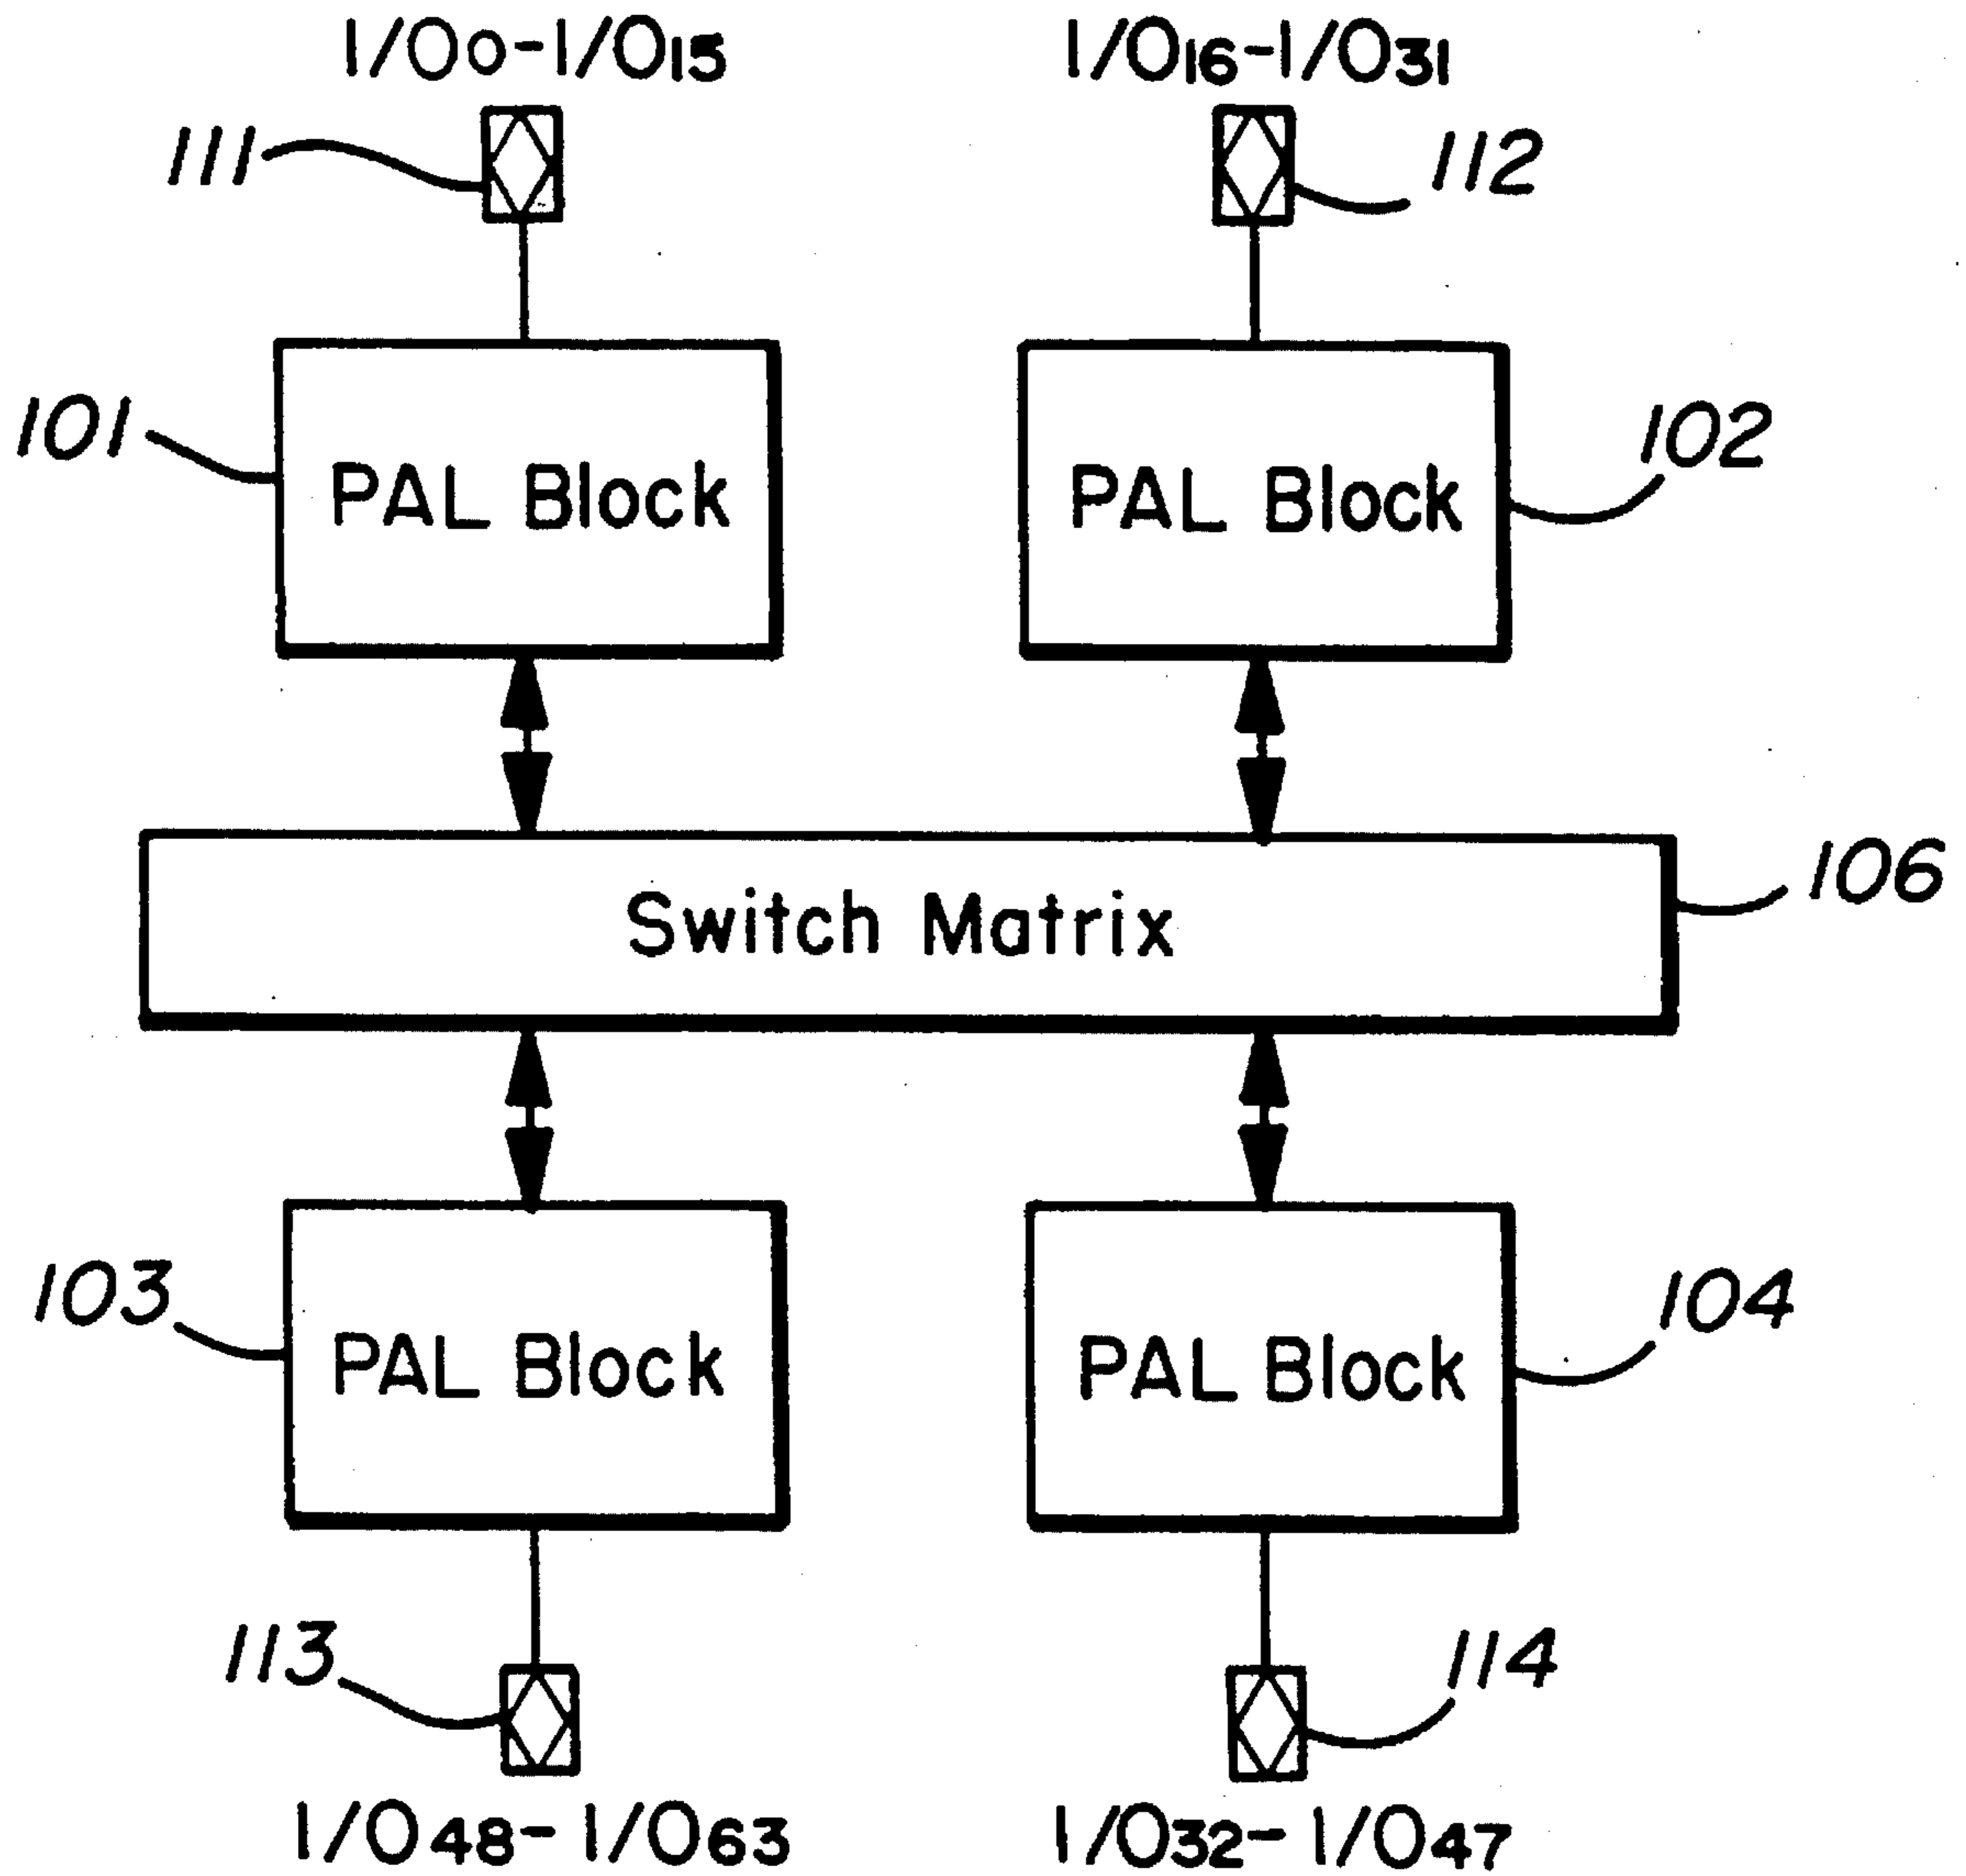 I/O0-I/O15
I/O16-I/O31
111
112
101
PAL Block
PAL Block
102
Switch Matrix
106
103
PAL Block
PAL Block
104
113
114
I/O48-I/O63
I/O32-I/O47